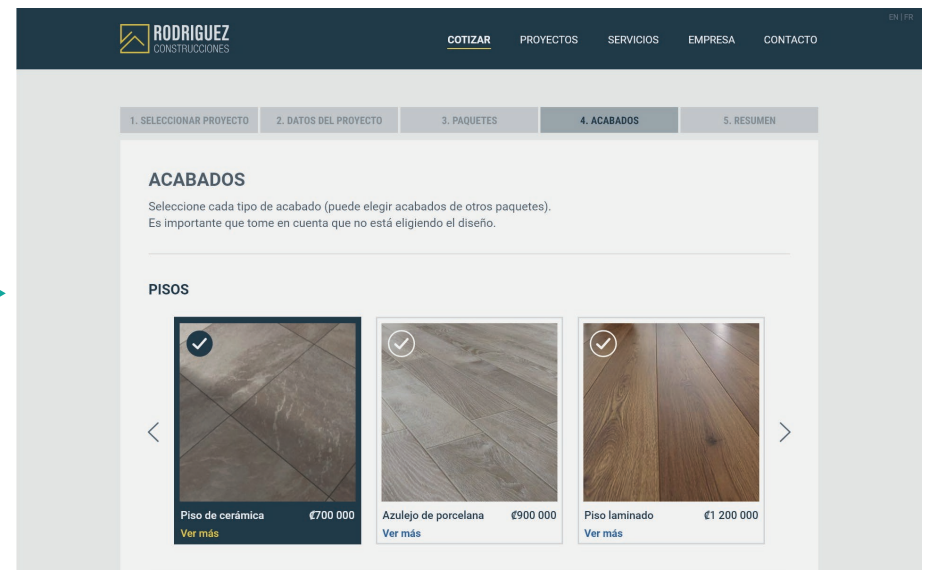 EN | FR
RODRIGUEZ
CONSTRUCCIONES
COTIZAR PROYECTOS SERVICIOS EMPRESA CONTACTO
1. SELECCIONAR PROYECTO 2. DATOS DEL PROYECTO 3. PAQUETES 4. ACABADOS 5. RESUMEN
ACABADOS
Seleccione cada tipo de acabado (puede elegir acabados de otros paquetes).
Es importante que tome en cuenta que no está eligiendo el diseño.
PISOS
Piso de cerámica ₡700 000 Azulejo de porcelana ₡900 000 Piso laminado ₡1 200 000
Ver más Ver más Ver más